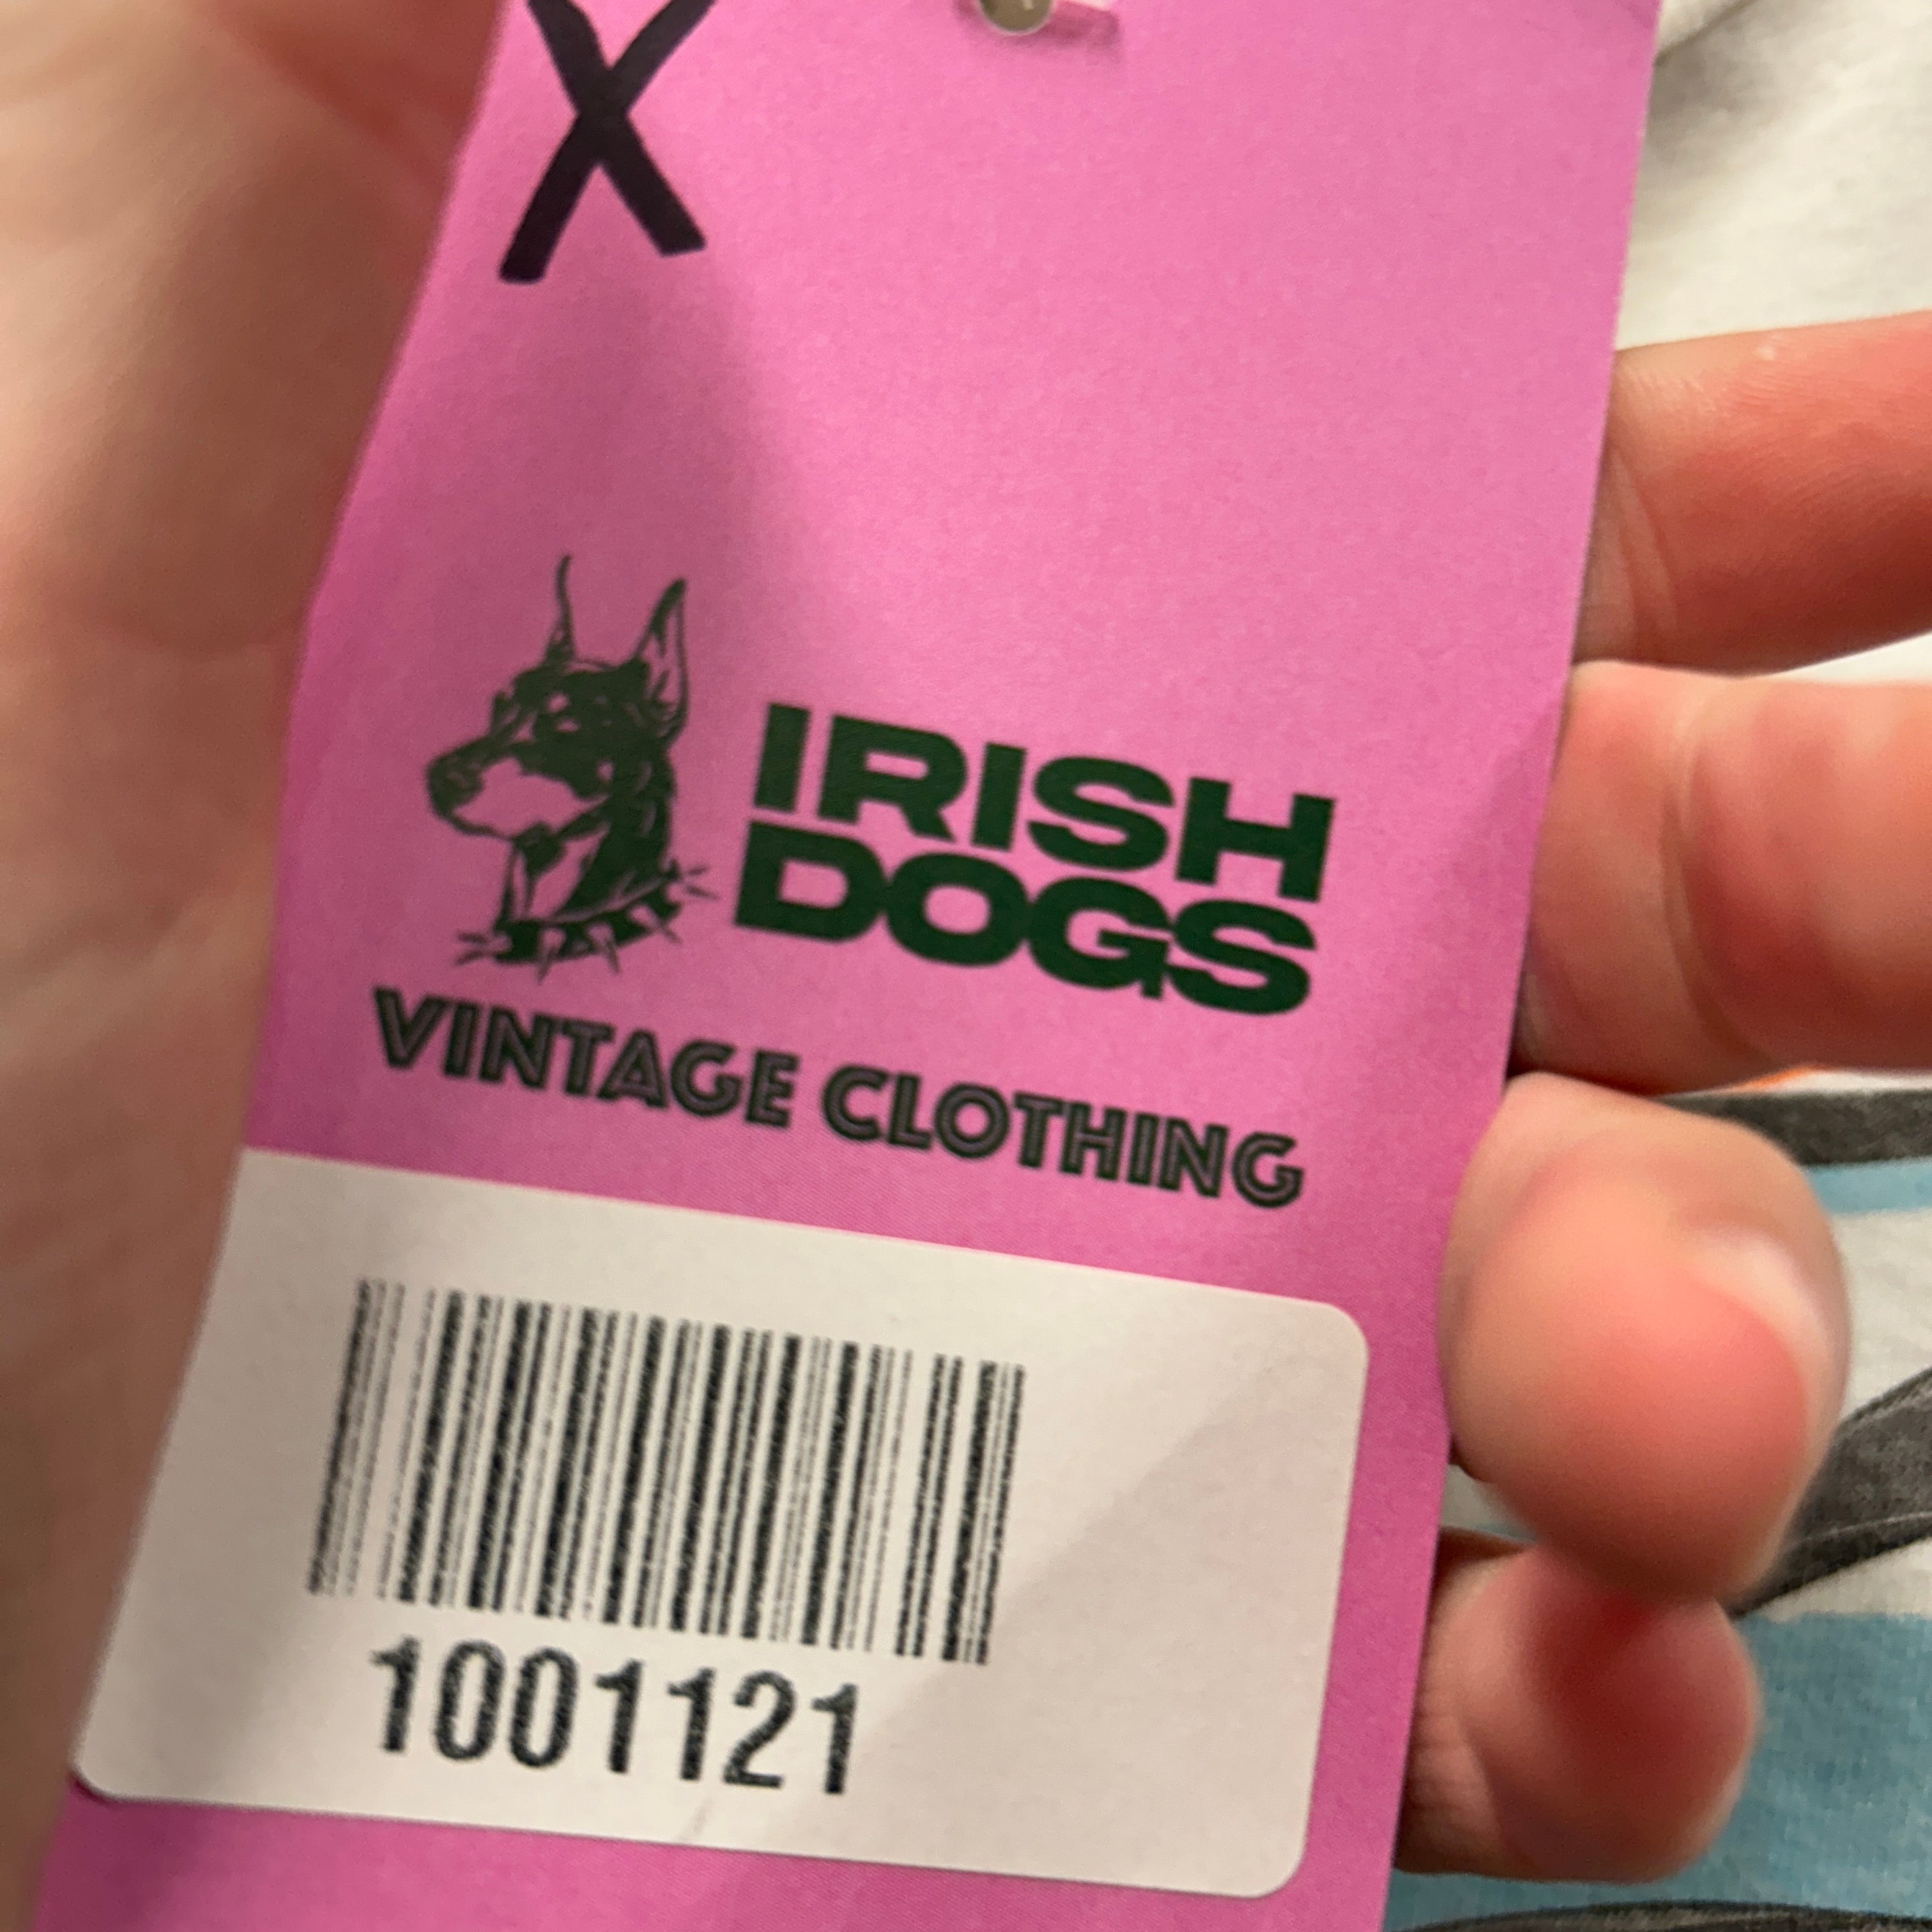 X
IRISH
DOGS
VINTAGE CLOTHING
1001121